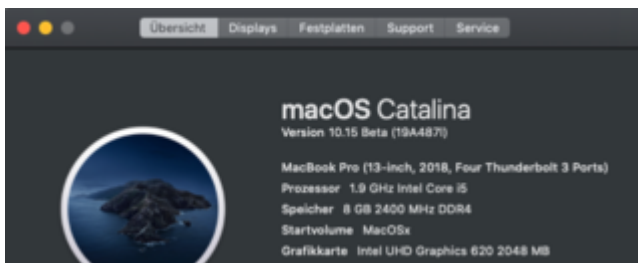 Übersicht Displays Festplatten Support Service
macOS Catalina
Version 10.15 Beta (19A487l)
MacBook Pro (13-inch, 2018, Four Thunderbolt 3 Ports)
Prozessor 1.9 GHz Intel Core i5
Speicher 8 GB 2400 MHz DDR4
Startvolume MacOSx
Grafikkarte Intel UHD Graphics 620 2048 MB